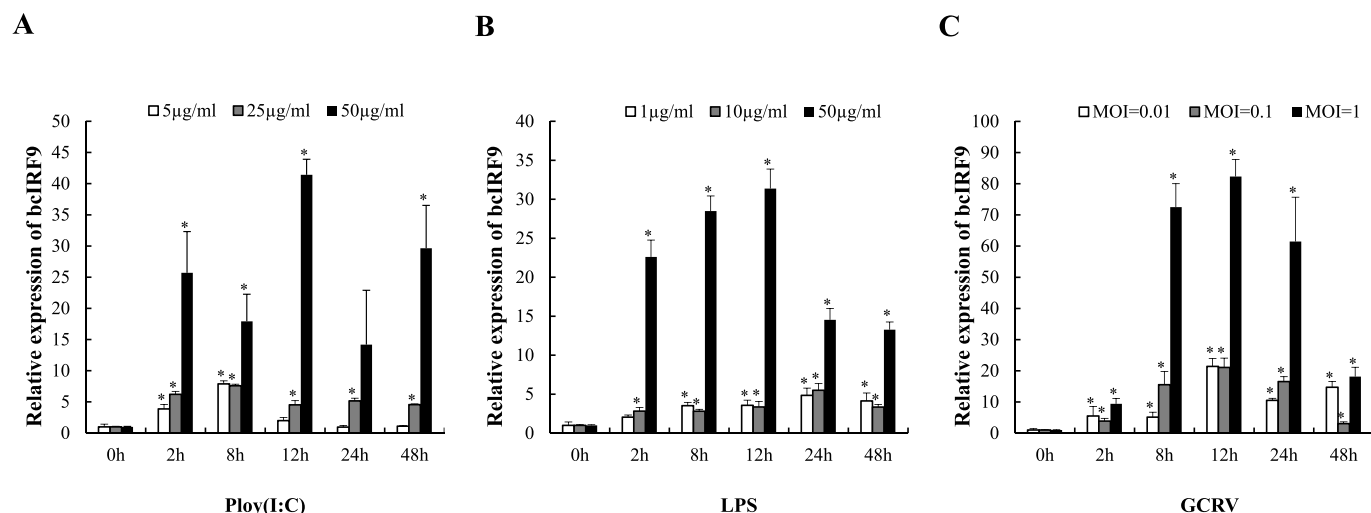 A
B
C
5µg/ml 25µg/ml 50µg/ml
1µg/ml 10µg/ml 50µg/ml
MOI=0.01 MOI=0.1 MOI=1
Relative expression of bcIRF9
50
45
40
35
30
25
20
15
10
5
0
* * * * * * * * * * *
0h 2h 8h 12h 24h 48h
Ploy(I:C)
Relative expression of bcIRF9
40
35
30
25
20
15
10
5
0
* * * * * * * * * * * * * *
0h 2h 8h 12h 24h 48h
LPS
Relative expression of bcIRF9
100
90
80
70
60
50
40
30
20
10
0
* * * * * * * * * * * * * * *
0h 2h 8h 12h 24h 48h
GCRV